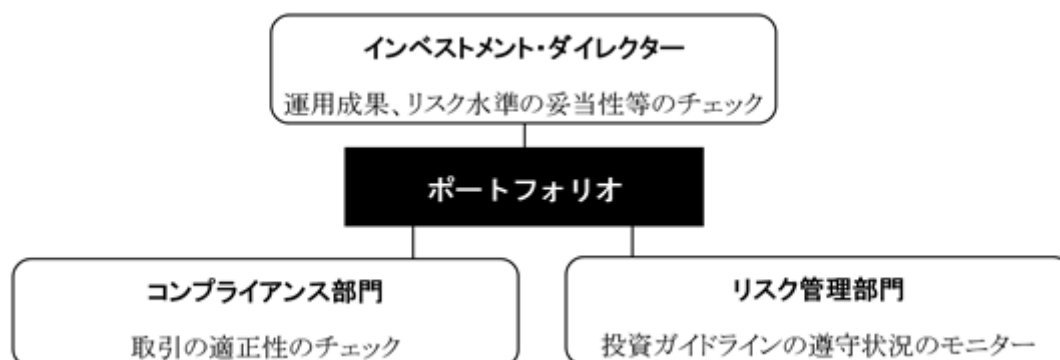 インベストメント・ダイレクター
運用成果、リスク水準の妥当性等のチェック
ポートフォリオ
コンプライアンス部門
取引の適正性のチェック
リスク管理部門
投資ガイドラインの遵守状況のモニター